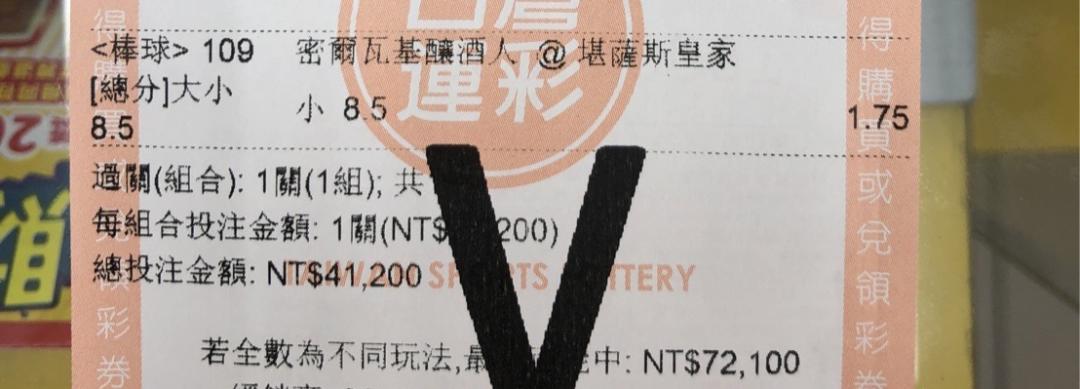 台灣
運彩
<棒球> 109 密爾瓦基釀酒人 @ 堪薩斯皇家
[總分]大小
8.5
小 8.5
1.75
過關(組合): 1關(1組); 共
每組合投注金額: 1關(NT$ 200)
總投注金額: NT$41,200
SPORTS LOTTERY
若全數為不同玩法,最 中: NT$72,100
得購買或兌領彩券